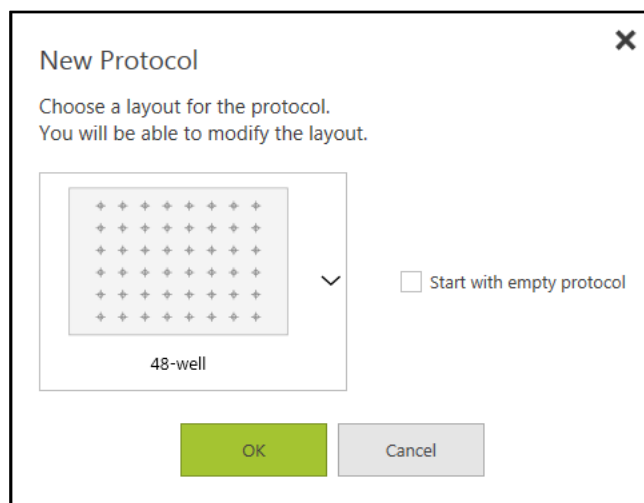 New Protocol
Choose a layout for the protocol.
You will be able to modify the layout.
48-well
Start with empty protocol
OK
Cancel